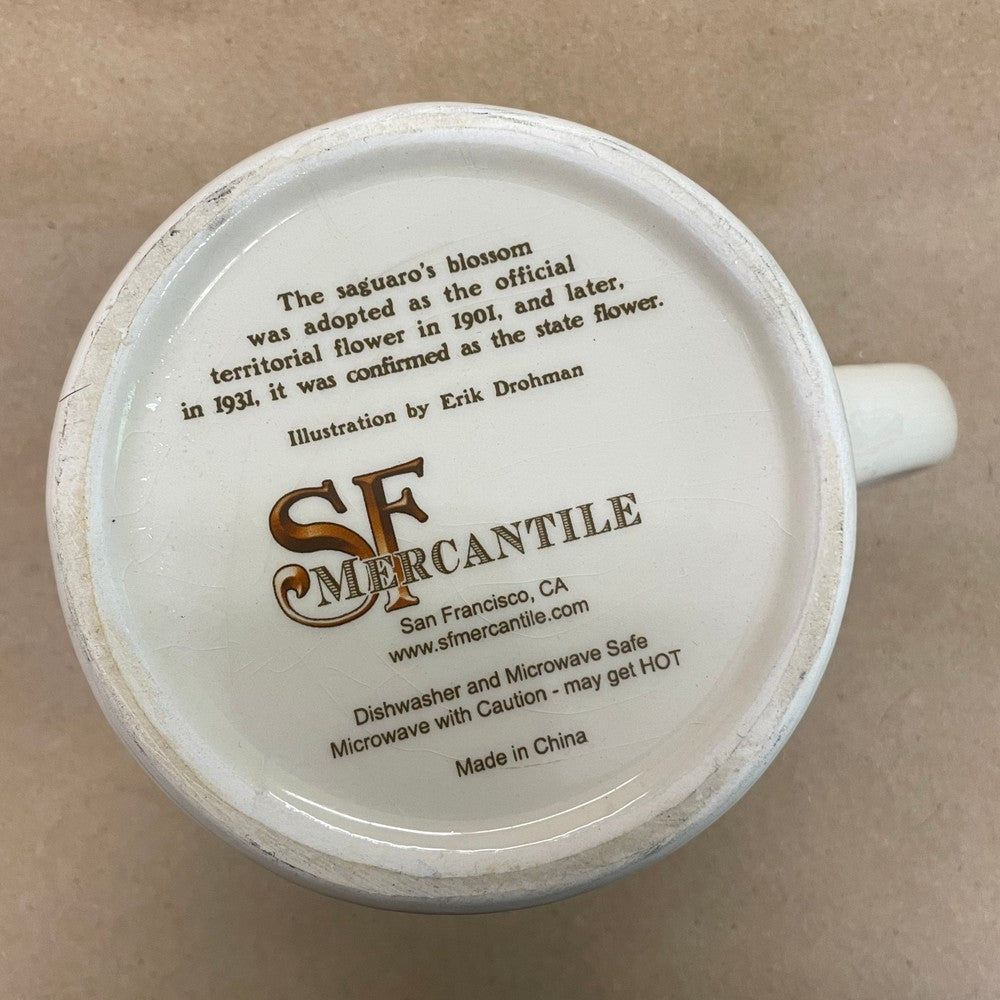 The saguaro's blossom
was adopted as the official
territorial flower in 1901, and later,
in 1931, it was confirmed as the state flower.
Illustration by Erik Drohman
SF
MERCANTILE
San Francisco, CA
www.sfmercantile.com
Dishwasher and Microwave Safe
Microwave with Caution - may get HOT
Made in China